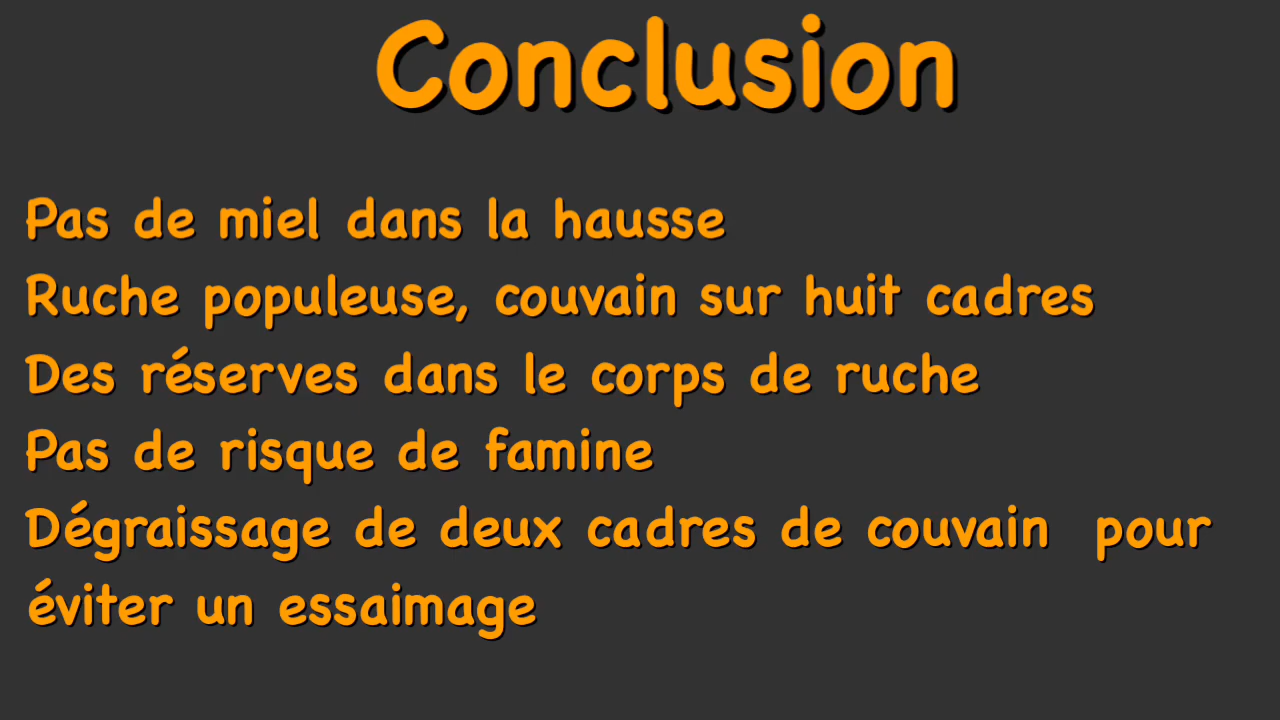 Conclusion
Pas de miel dans la hausse
Ruche populeuse, couvain sur huit cadres
Des réserves dans le corps de ruche
Pas de risque de famine
Dégraissage de deux cadres de couvain  pour
éviter un essaimage